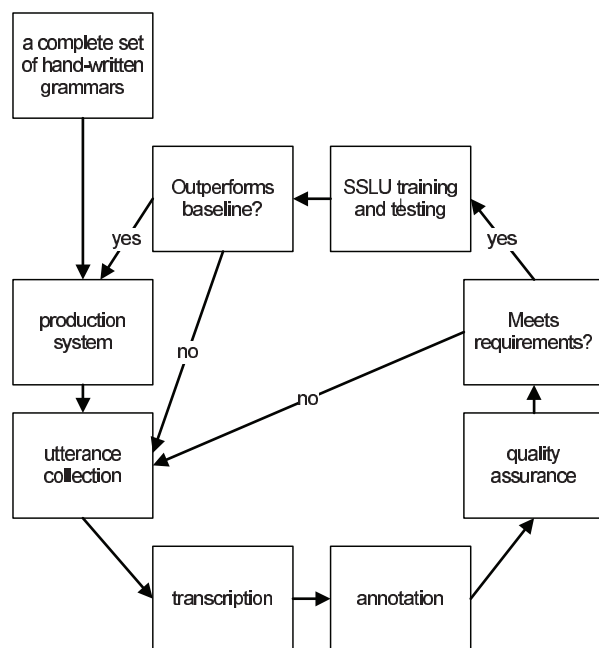 a complete set
of hand-written
grammars
Outperforms
baseline?
SSLU training
and testing
yes
yes
production
system
Meets
requirements?
no
no
utterance
collection
quality
assurance
transcription
annotation